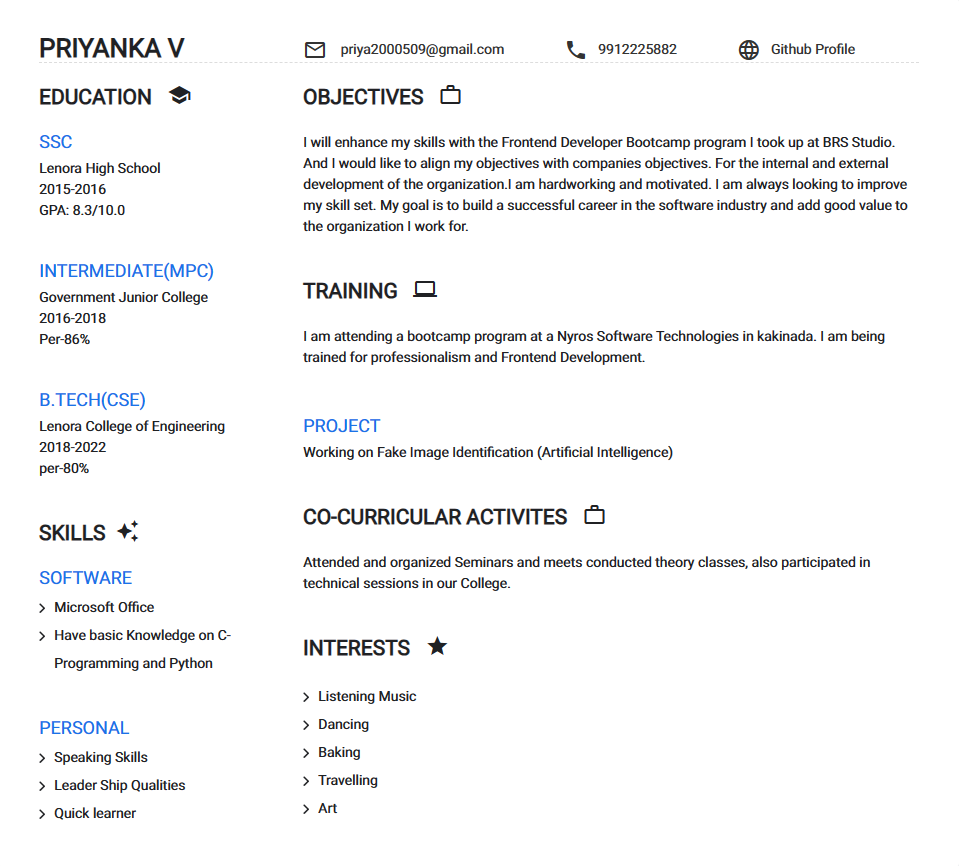 PRIYANKA V
priya2000509@gmail.com
9912225882
Github Profile
EDUCATION
SSC
Lenora High School
2015-2016
GPA: 8.3/10.0
INTERMEDIATE(MPC)
Government Junior College
2016-2018
Per-86%
B.TECH(CSE)
Lenora College of Engineering
2018-2022
per-80%
SKILLS
SOFTWARE
Microsoft Office
Have basic Knowledge on C-
Programming and Python
PERSONAL
Speaking Skills
Leader Ship Qualities
Quick learner
OBJECTIVES
I will enhance my skills with the Frontend Developer Bootcamp program I took up at BRS Studio.
And I would like to align my objectives with companies objectives. For the internal and external
development of the organization.I am hardworking and motivated. I am always looking to improve
my skill set. My goal is to build a successful career in the software industry and add good value to
the organization I work for.
TRAINING
I am attending a bootcamp program at a Nyros Software Technologies in kakinada. I am being
trained for professionalism and Frontend Development.
PROJECT
Working on Fake Image Identification (Artificial Intelligence)
CO-CURRICULAR ACTIVITES
Attended and organized Seminars and meets conducted theory classes, also participated in
technical sessions in our College.
INTERESTS
Listening Music
Dancing
Baking
Travelling
Art